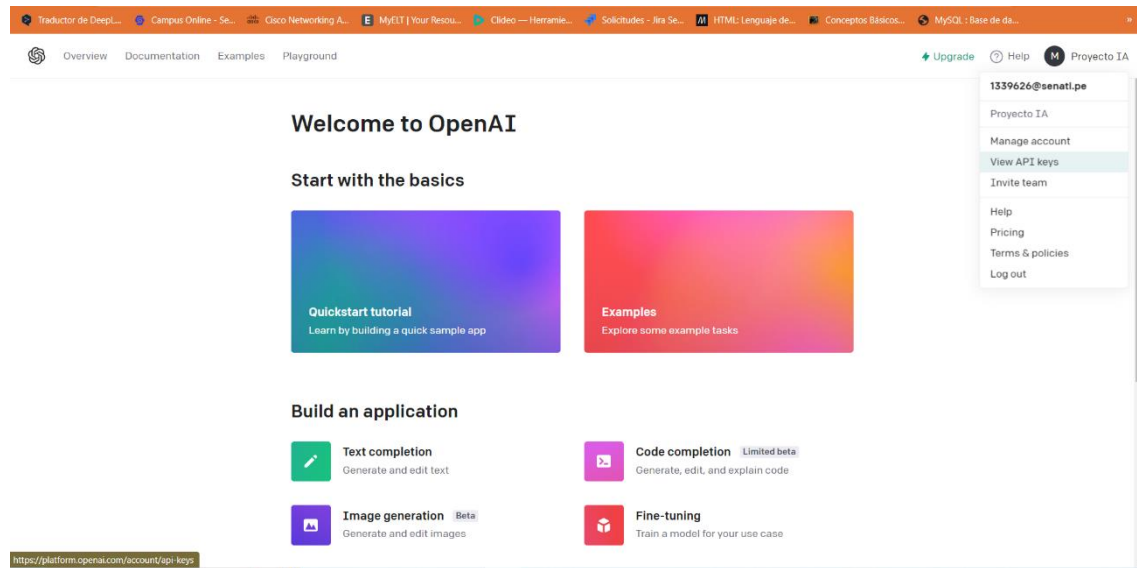 Traductor de DeepL... Campus Online - Se... Cisco Networking A... MyELT | Your Resou... Clideo — Herramie... Solicitudes - Jira Se... HTML: Lenguaje de... Conceptos Básicos... MySQL : Base de da... »
Overview Documentation Examples Playground Upgrade Help M Proyecto IA
1339626@senati.pe
Proyecto IA
Manage account
View API keys
Invite team
Help
Pricing
Terms & policies
Log out
Welcome to OpenAI
Start with the basics
Quickstart tutorial
Learn by building a quick sample app
Examples
Explore some example tasks
Build an application
Text completion
Generate and edit text
Code completion Limited beta
Generate, edit, and explain code
Image generation Beta
Generate and edit images
Fine-tuning
Train a model for your use case
https://platform.openai.com/account/api-keys